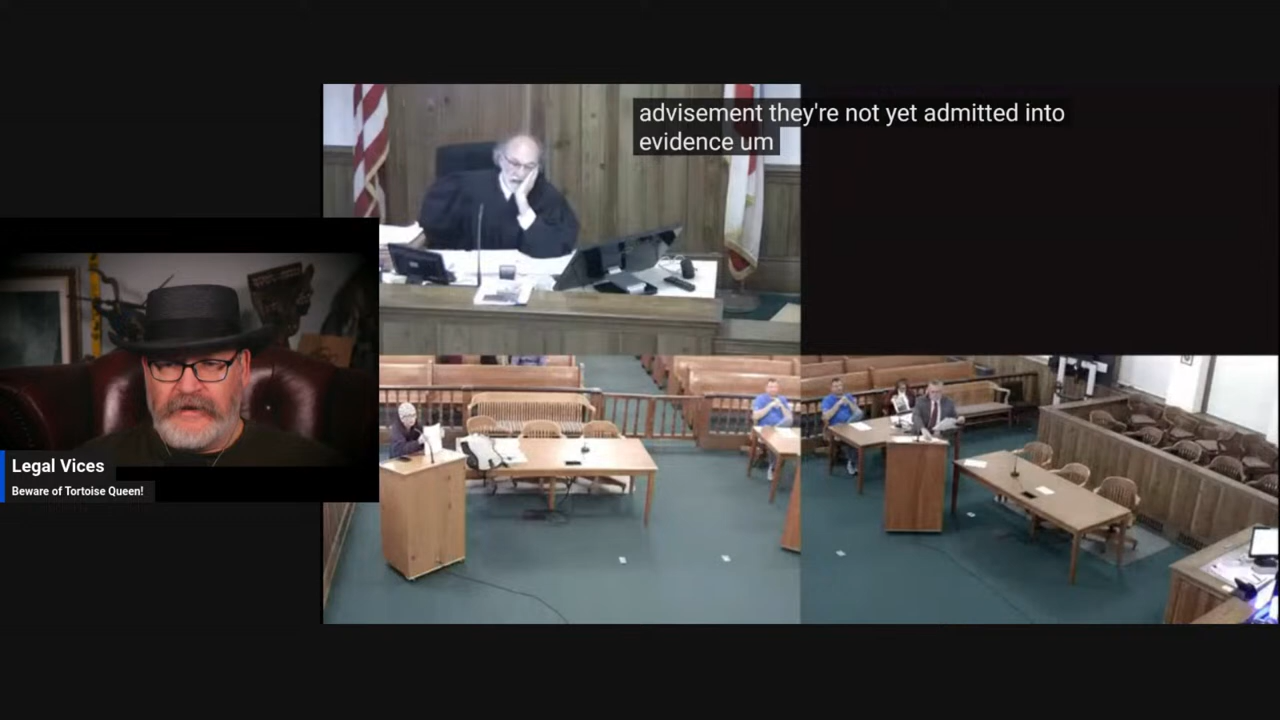 advisement they're not yet admitted into
evidence um
Legal Vices
Beware of Tortoise Queen!